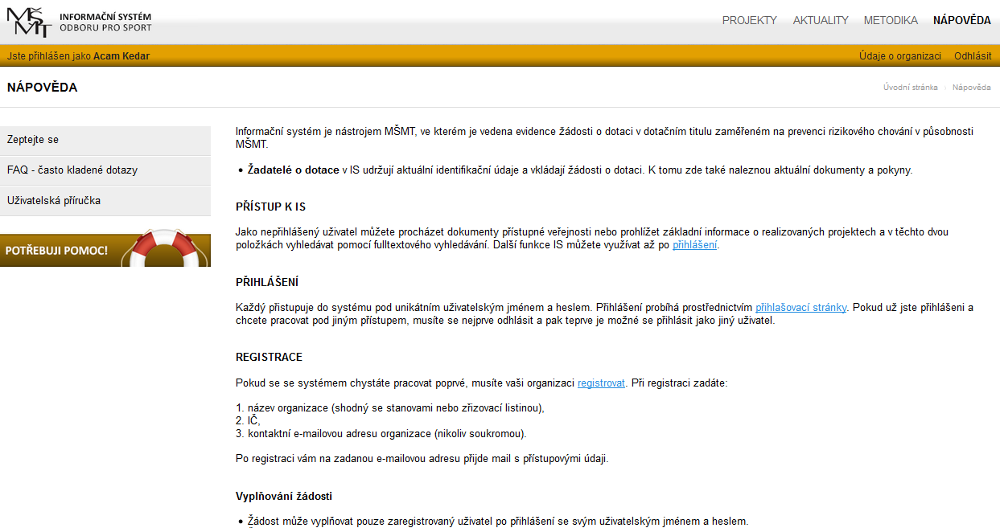 MŠMT INFORMAČNÍ SYSTÉM
ODBORU PRO SPORT
PROJEKTY AKTUALITY METODIKA NÁPOVĚDA
Jste přihlášen jako Acam Kedar
Údaje o organizaci Odhlásit
NÁPOVĚDA
Úvodní stránka Nápověda
Zeptejte se
FAQ - často kladené dotazy
Uživatelská příručka
POTŘEBUJI POMOC!
Informační systém je nástrojem MŠMT, ve kterém je vedena evidence žádosti o dotaci v dotačním titulu zaměřeném na prevenci rizikového chování v působnosti
MŠMT.
• Žadatelé o dotace v IS udržují aktuální identifikační údaje a vkládají žádosti o dotaci. K tomu zde také naleznou aktuální dokumenty a pokyny.
PŘÍSTUP K IS
Jako nepřihlášený uživatel můžete procházet dokumenty přístupné veřejnosti nebo prohlížet základní informace o realizovaných projektech a v těchto dvou
položkách vyhledávat pomocí fulltextového vyhledávání. Další funkce IS můžete využívat až po přihlášení.
PŘIHLÁŠENÍ
Každý přistupuje do systému pod unikátním uživatelským jménem a heslem. Přihlášení probíhá prostřednictvím přihlašovací stránky. Pokud už jste přihlášeni a
chcete pracovat pod jiným přístupem, musíte se nejprve odhlásit a pak teprve je možné se přihlásit jako jiný uživatel.
REGISTRACE
Pokud se se systémem chystáte pracovat poprvé, musíte vaši organizaci registrovat. Při registraci zadáte:
1. název organizace (shodný se stanovami nebo zřizovací listinou),
2. IČ,
3. kontaktní e-mailovou adresu organizace (nikoliv soukromou).
Po registraci vám na zadanou e-mailovou adresu přijde mail s přístupovými údaji.
Vyplňování žádosti
• Žádost může vyplňovat pouze zaregistrovaný uživatel po přihlášení se svým uživatelským jménem a heslem.